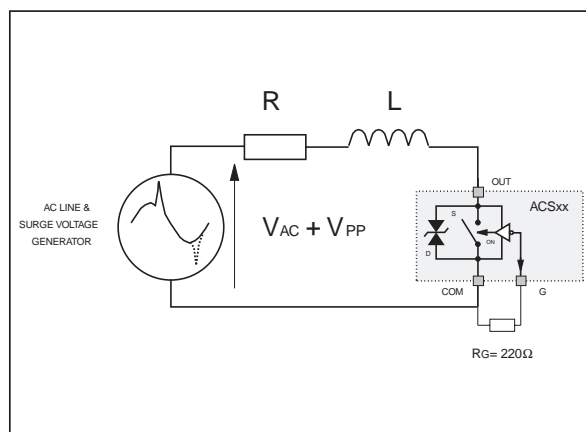 R
L
OUT
ACSxx
S
ON
D
AC LINE &
SURGE VOLTAGE
GENERATOR
VAC + VPP
COM
G
RG= 220Ω